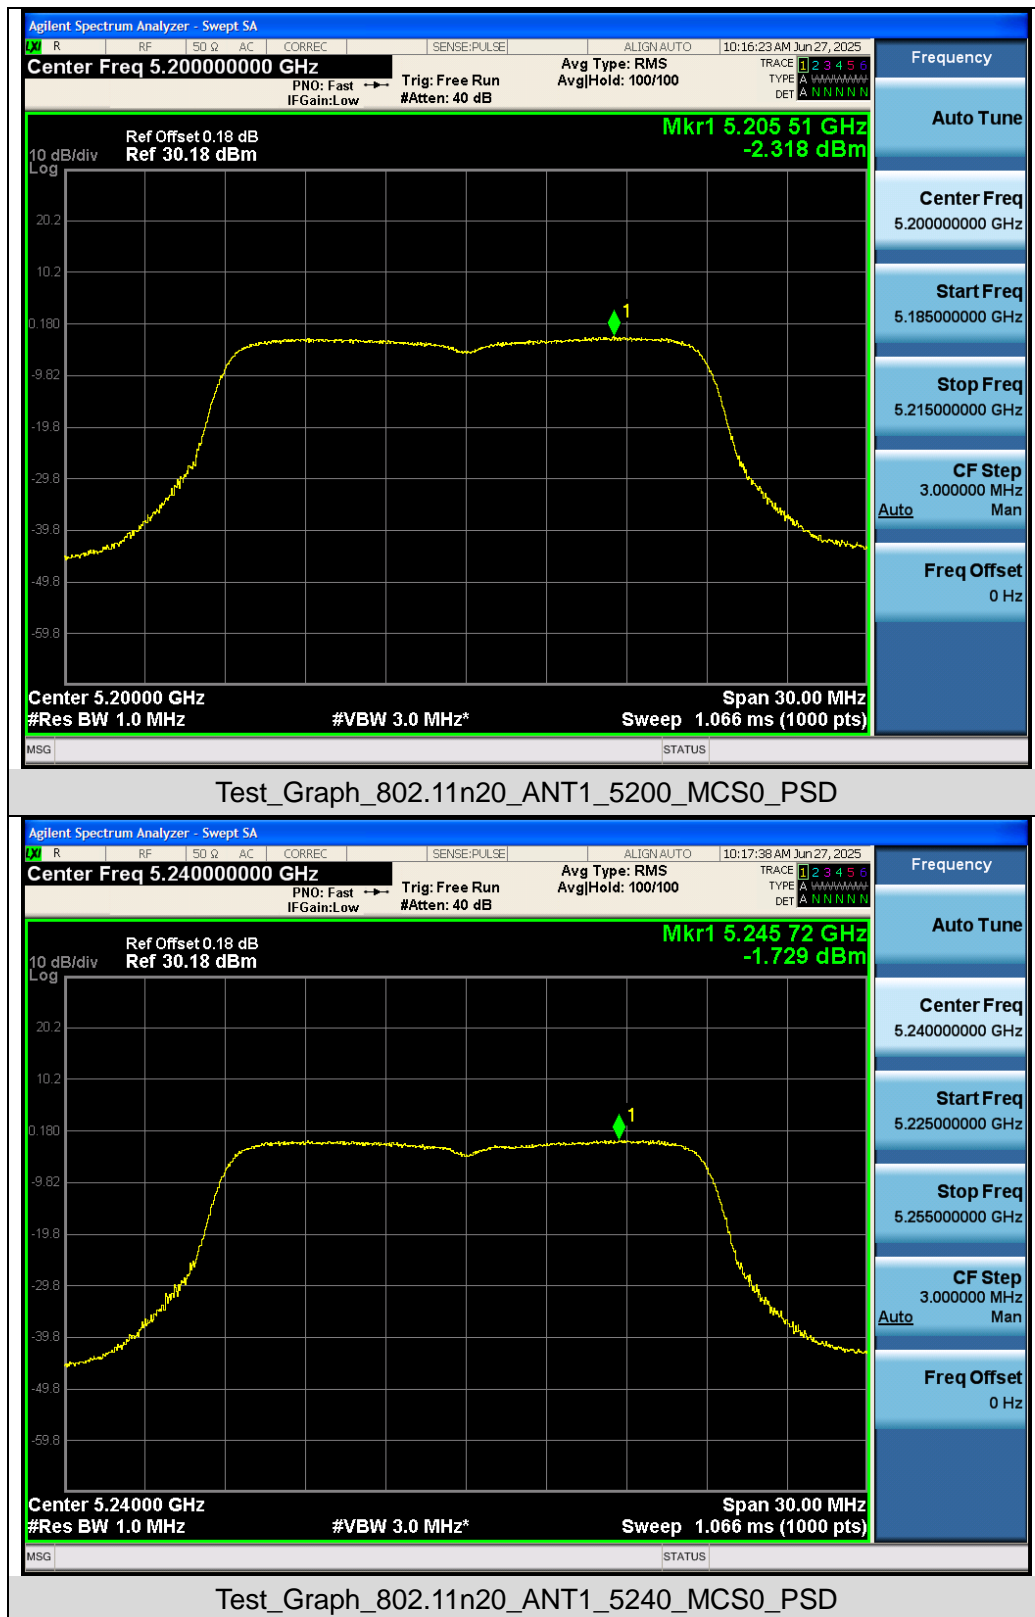 Agilent Spectrum Analyzer - Swept SA
LXI R RF 50 Ω AC CORREC SENSE:PULSE ALIGN AUTO 10:16:23 AM Jun 27, 2025
Center Freq 5.200000000 GHz
PNO: Fast
IFGain:Low
Trig: Free Run
#Atten: 40 dB
Avg Type: RMS
Avg|Hold: 100/100
TRACE 1 2 3 4 5 6
TYPE A WWWWW
DET A N N N N N
Frequency
Auto Tune
Center Freq
5.200000000 GHz
Start Freq
5.185000000 GHz
Stop Freq
5.215000000 GHz
CF Step
3.000000 MHz
Auto Man
Freq Offset
0 Hz
Mkr1 5.205 51 GHz
-2.318 dBm
Ref Offset 0.18 dB
10 dB/div Ref 30.18 dBm
Log
20.2
10.2
0.180
-9.82
-19.8
-29.8
-39.8
-49.8
-59.8
1
Center 5.20000 GHz Span 30.00 MHz
#Res BW 1.0 MHz #VBW 3.0 MHz* Sweep 1.066 ms (1000 pts)
MSG STATUS
Test_Graph_802.11n20_ANT1_5200_MCS0_PSD
Agilent Spectrum Analyzer - Swept SA
LXI R RF 50 Ω AC CORREC SENSE:PULSE ALIGN AUTO 10:17:38 AM Jun 27, 2025
Center Freq 5.240000000 GHz
PNO: Fast
IFGain:Low
Trig: Free Run
#Atten: 40 dB
Avg Type: RMS
Avg|Hold: 100/100
TRACE 1 2 3 4 5 6
TYPE A WWWWW
DET A N N N N N
Frequency
Auto Tune
Center Freq
5.240000000 GHz
Start Freq
5.225000000 GHz
Stop Freq
5.255000000 GHz
CF Step
3.000000 MHz
Auto Man
Freq Offset
0 Hz
Mkr1 5.245 72 GHz
-1.729 dBm
Ref Offset 0.18 dB
10 dB/div Ref 30.18 dBm
Log
20.2
10.2
0.180
-9.82
-19.8
-29.8
-39.8
-49.8
-59.8
1
Center 5.24000 GHz Span 30.00 MHz
#Res BW 1.0 MHz #VBW 3.0 MHz* Sweep 1.066 ms (1000 pts)
MSG STATUS
Test_Graph_802.11n20_ANT1_5240_MCS0_PSD